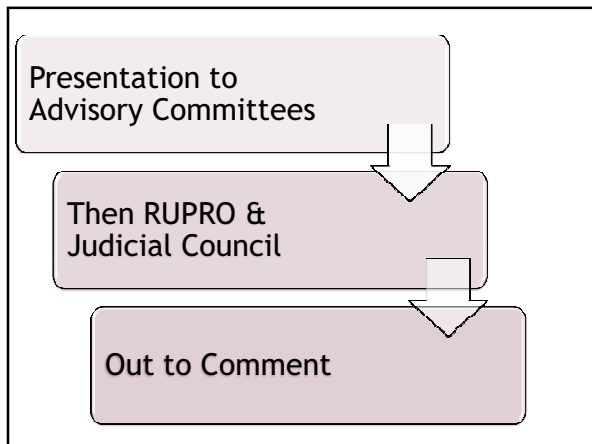 Presentation to
Advisory Committees
Then RUPRO &
Judicial Council
Out to Comment